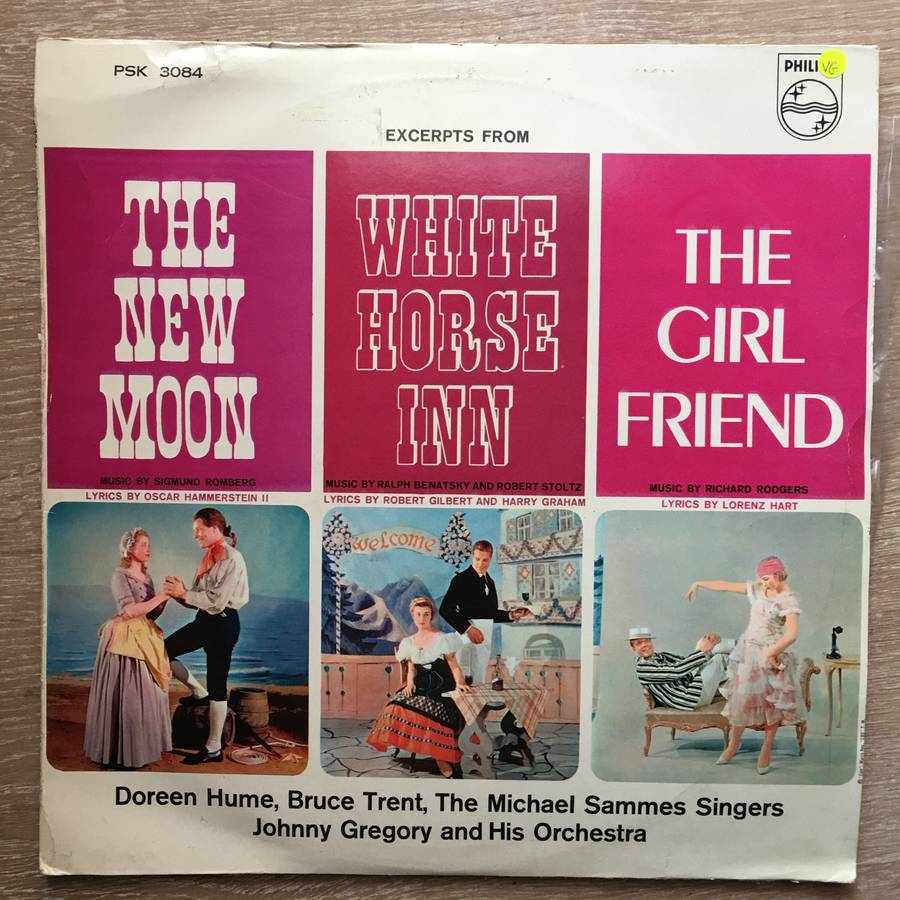 PSK 3084
PHILI
VG
EXCERPTS FROM
THE
NEW
MOON
MUSIC BY SIGMUND ROMBERG
LYRICS BY OSCAR HAMMERSTEIN II
WHITE
HORSE
INN
MUSIC BY RALPH BENATSKY AND ROBERT STOLTZ
LYRICS BY ROBERT GILBERT AND HARRY GRAHAM
THE
GIRL
FRIEND
MUSIC BY RICHARD RODGERS
LYRICS BY LORENZ HART
welcome
Doreen Hume, Bruce Trent, The Michael Sammes Singers
Johnny Gregory and His Orchestra